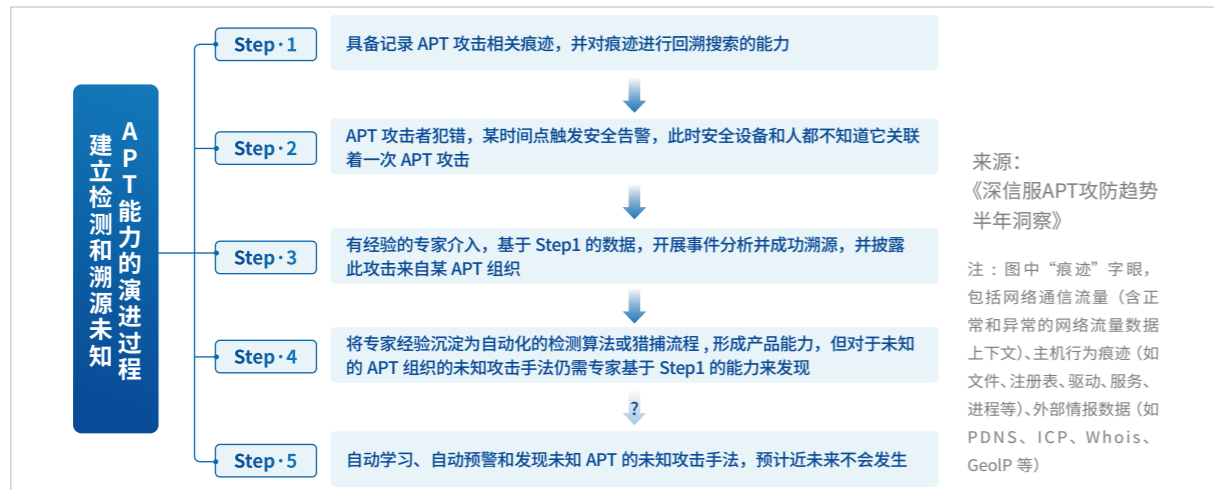 建立检测和溯源未知
APT能力的演进过程
Step·1
具备记录 APT 攻击相关痕迹，并对痕迹进行回溯搜索的能力
Step·2
APT 攻击者犯错，某时间点触发安全告警，此时安全设备和人都不知道它关联
着一次 APT 攻击
Step·3
有经验的专家介入，基于 Step1 的数据，开展事件分析并成功溯源，并披露
此攻击来自某 APT 组织
Step·4
将专家经验沉淀为自动化的检测算法或猎捕流程 , 形成产品能力，但对于未知
的 APT 组织的未知攻击手法仍需专家基于 Step1 的能力来发现
?
Step·5
自动学习、自动预警和发现未知 APT 的未知攻击手法，预计近未来不会发生
来源：
《深信服APT攻防趋势
半年洞察》
注：图中“痕迹”字眼，
包括网络通信流量（含正
常和异常的网络流量数据
上下文）、主机行为痕迹（如
文件、注册表、驱动、服务、
进程等）、外部情报数据（如
PDNS、ICP、Whois、
GeoIP 等）